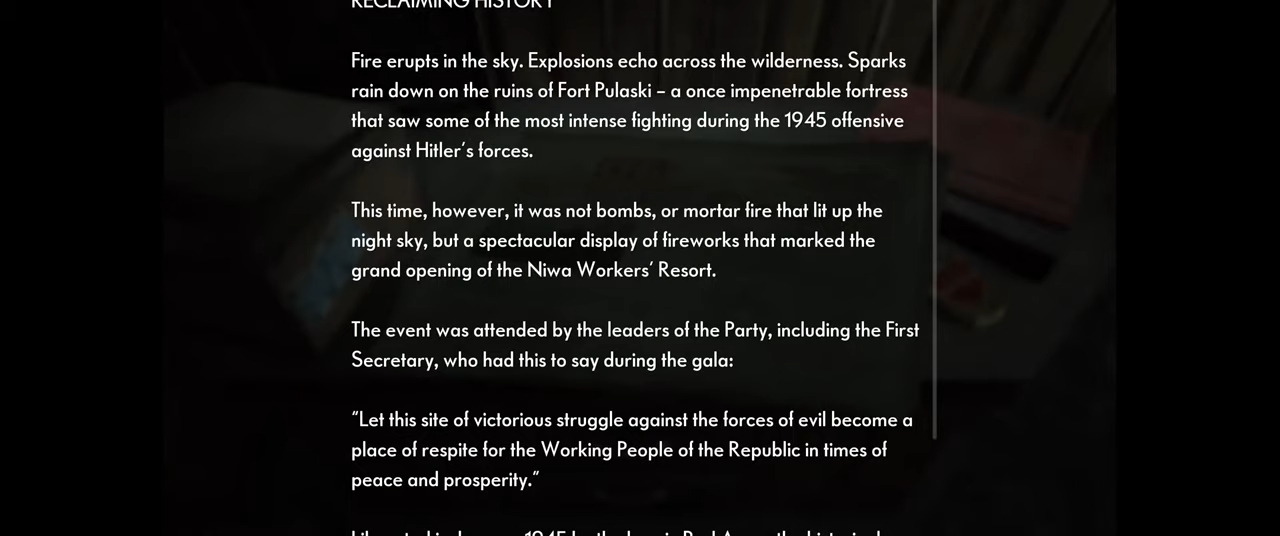 RECLAIMING HISTORY
Fire erupts in the sky. Explosions echo across the wilderness. Sparks
rain down on the ruins of Fort Pulaski – a once impenetrable fortress
that saw some of the most intense fighting during the 1945 offensive
against Hitler's forces.
This time, however, it was not bombs, or mortar fire that lit up the
night sky, but a spectacular display of fireworks that marked the
grand opening of the Niwa Workers' Resort.
The event was attended by the leaders of the Party, including the First
Secretary, who had this to say during the gala:
"Let this site of victorious struggle against the forces of evil become a
place of respite for the Working People of the Republic in times of
peace and prosperity."